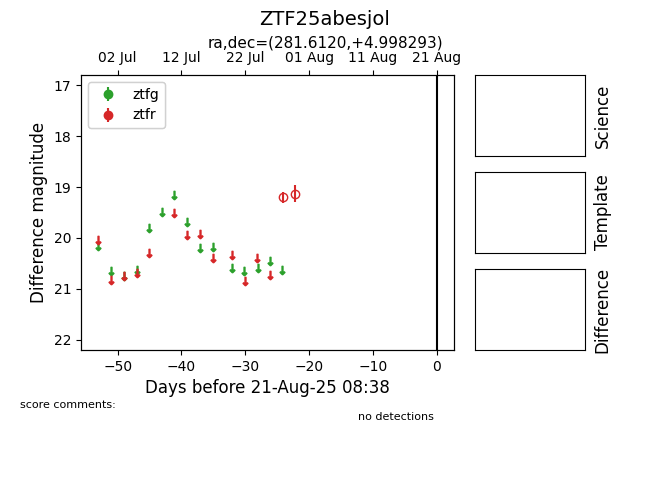 ZTF25abesjol
ra,dec=(281.6120,+4.998293)
02 Jul 12 Jul 22 Jul 01 Aug 11 Aug 21 Aug
17
18
19
20
21
22
Difference magnitude
ztfg
ztfr
−50 −40 −30 −20 −10 0
Days before 21-Aug-25 08:38
Science
Template
Difference
score comments:
no detections